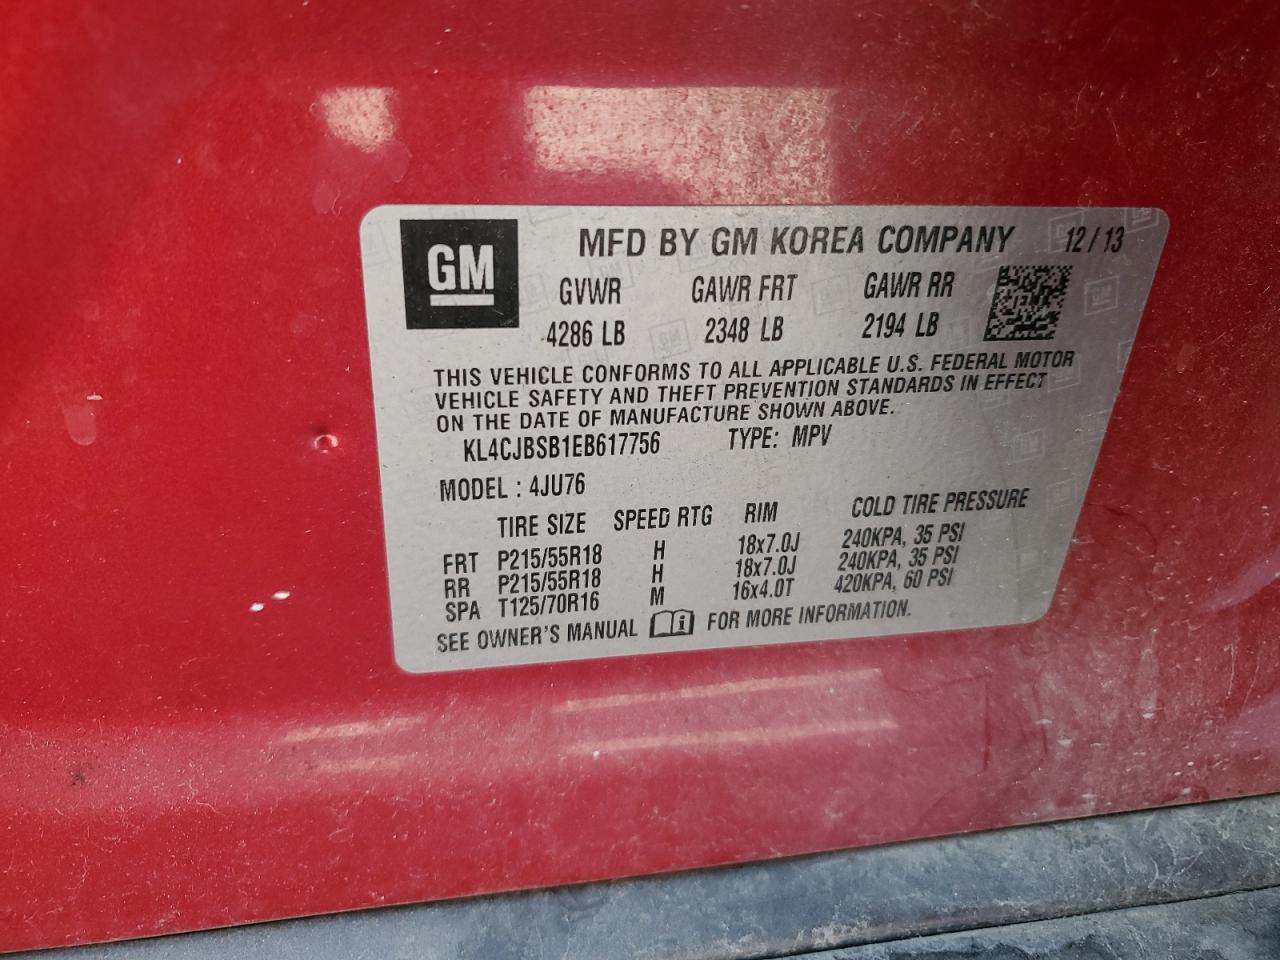 GM
MFD BY GM KOREA COMPANY 12/13
GVWR GAWR FRT GAWR RR
4286 LB 2348 LB 2194 LB
THIS VEHICLE CONFORMS TO ALL APPLICABLE U.S. FEDERAL MOTOR
VEHICLE SAFETY AND THEFT PREVENTION STANDARDS IN EFFECT
ON THE DATE OF MANUFACTURE SHOWN ABOVE.
KL4CJBSB1EB617756 TYPE: MPV
MODEL : 4JU76
TIRE SIZE SPEED RTG RIM COLD TIRE PRESSURE
FRT P215/55R18 H 18x7.0J 240KPA, 35 PSI
RR P215/55R18 H 18x7.0J 240KPA, 35 PSI
SPA T125/70R16 M 16x4.0T 420KPA, 60 PSI
SEE OWNER'S MANUAL i FOR MORE INFORMATION.